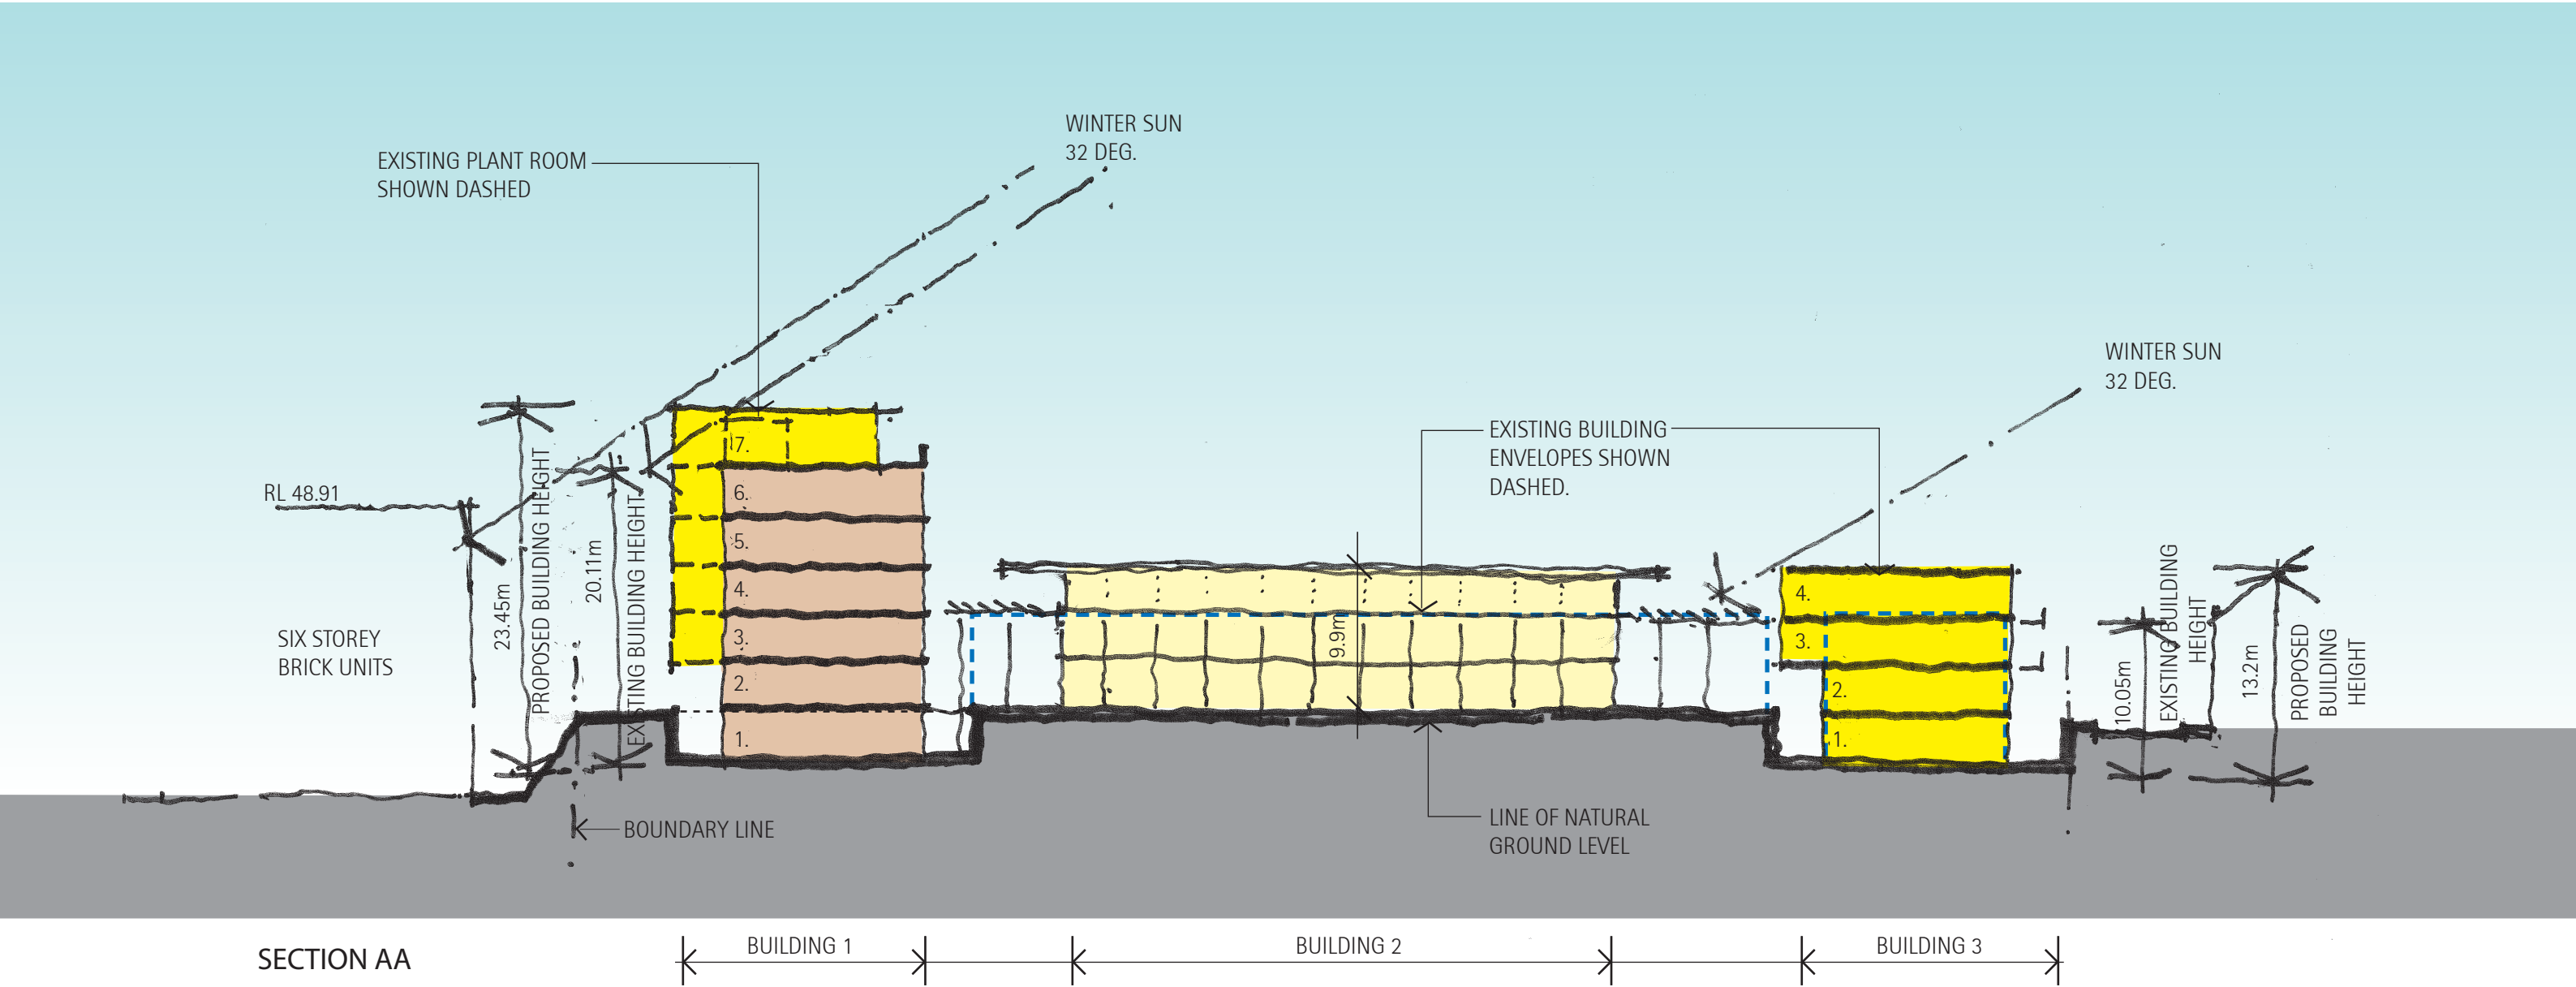 WINTER SUN
32 DEG.
EXISTING PLANT ROOM
SHOWN DASHED
WINTER SUN
32 DEG.
EXISTING BUILDING
ENVELOPES SHOWN
DASHED.
RL 48.91
SIX STOREY
BRICK UNITS
23.45m
PROPOSED BUILDING HEIGHT
20.11m
EXISTING BUILDING HEIGHT
7.
6.
5.
4.
3.
2.
1.
9.9m
4.
3.
2.
1.
10.05m
EXISTING BUILDING
HEIGHT
13.2m
PROPOSED
BUILDING
HEIGHT
BOUNDARY LINE
LINE OF NATURAL
GROUND LEVEL
SECTION AA
BUILDING 1
BUILDING 2
BUILDING 3